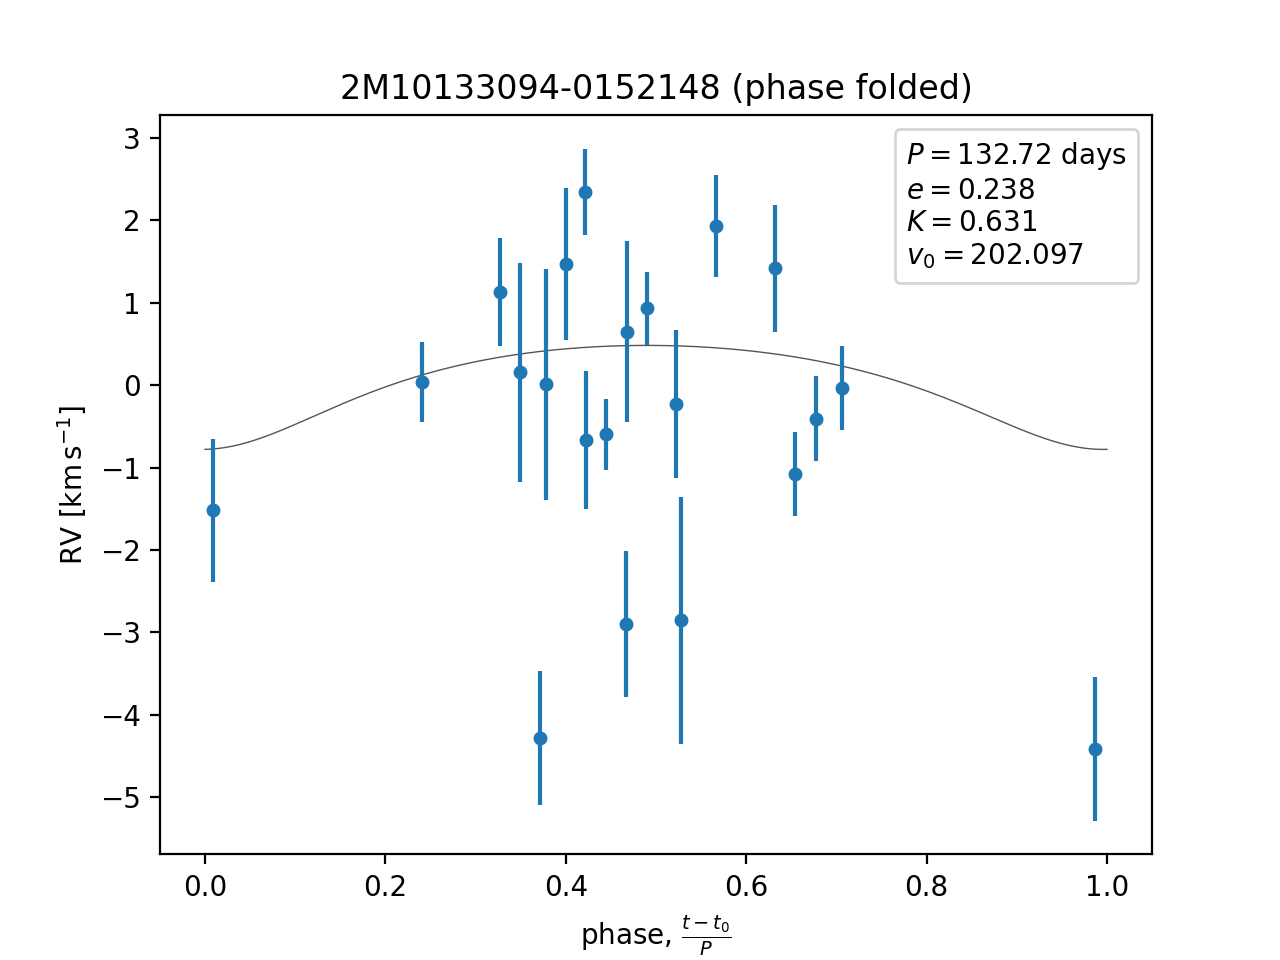 2M10133094-0152148 (phase folded)
P = 132.72 days
e = 0.238
K = 0.631
v₀ = 202.097
3
2
1
0
−1
−2
−3
−4
−5
RV [km s⁻¹]
0.0 0.2 0.4 0.6 0.8 1.0
phase, (t − t₀)/P